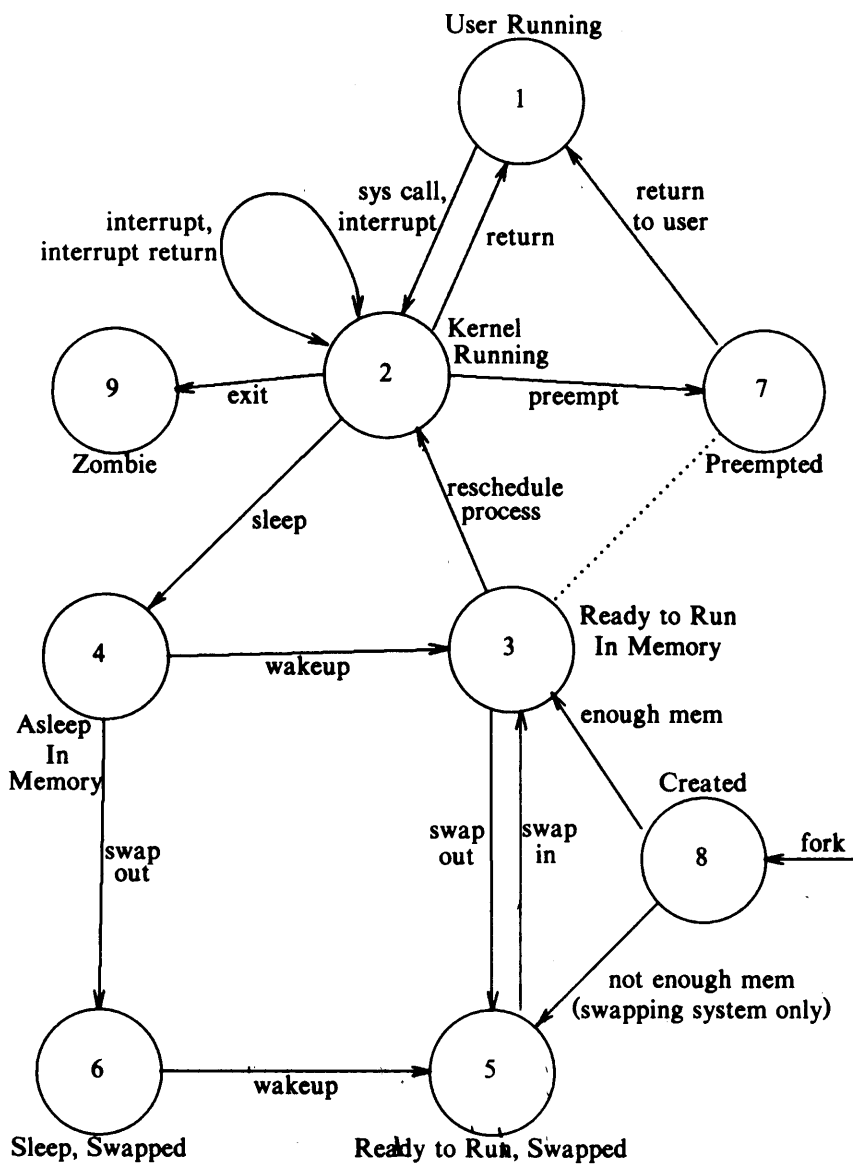 User Running
1
sys call,
interrupt
return
return
to user
interrupt,
interrupt return
Kernel
Running
2
9
exit
preempt
7
Zombie
Preempted
reschedule
process
sleep
4
wakeup
3
Ready to Run
In Memory
Asleep
In
Memory
enough mem
Created
swap
out
swap
out
swap
in
8
fork
not enough mem
(swapping system only)
6
wakeup
5
Sleep, Swapped
Ready to Run, Swapped